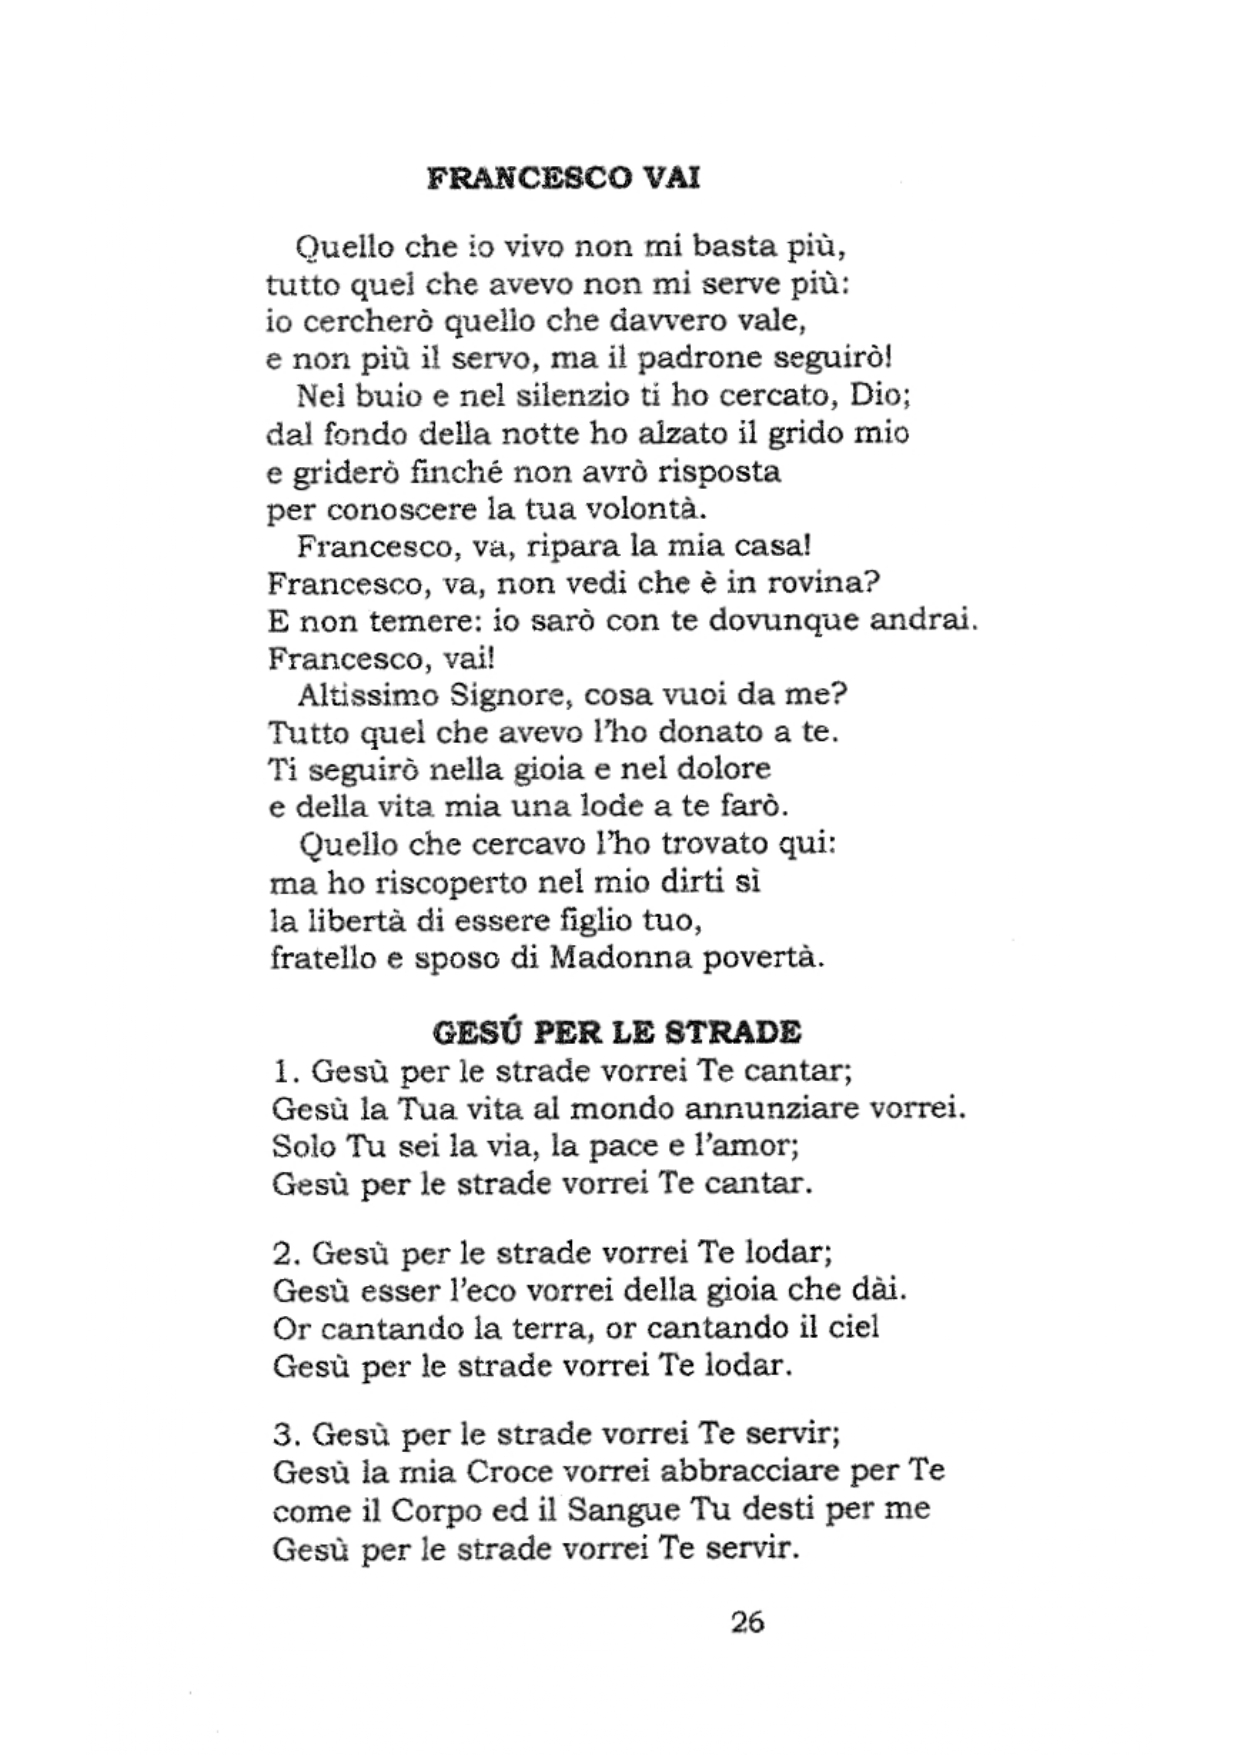 FRANCESCO VAI
Quello che io vivo non mi basta più,
tutto quel che avevo non mi serve più:
io cercherò quello che davvero vale,
e non più il servo, ma il padrone seguirò!
Nel buio e nel silenzio ti ho cercato, Dio;
dal fondo della notte ho alzato il grido mio
e griderò finché non avrò risposta
per conoscere la tua volontà.
Francesco, va, ripara la mia casa!
Francesco, va, non vedi che è in rovina?
E non temere: io sarò con te dovunque andrai.
Francesco, vai!
Altissimo Signore, cosa vuoi da me?
Tutto quel che avevo l'ho donato a te.
Ti seguirò nella gioia e nel dolore
e della vita mia una lode a te farò.
Quello che cercavo l'ho trovato qui:
ma ho riscoperto nel mio dirti sì
la libertà di essere figlio tuo,
fratello e sposo di Madonna povertà.
GESÚ PER LE STRADE
1. Gesù per le strade vorrei Te cantar;
Gesù la Tua vita al mondo annunziare vorrei.
Solo Tu sei la via, la pace e l'amor;
Gesù per le strade vorrei Te cantar.
2. Gesù per le strade vorrei Te lodar;
Gesù esser l'eco vorrei della gioia che dài.
Or cantando la terra, or cantando il ciel
Gesù per le strade vorrei Te lodar.
3. Gesù per le strade vorrei Te servir;
Gesù la mia Croce vorrei abbracciare per Te
come il Corpo ed il Sangue Tu desti per me
Gesù per le strade vorrei Te servir.
26